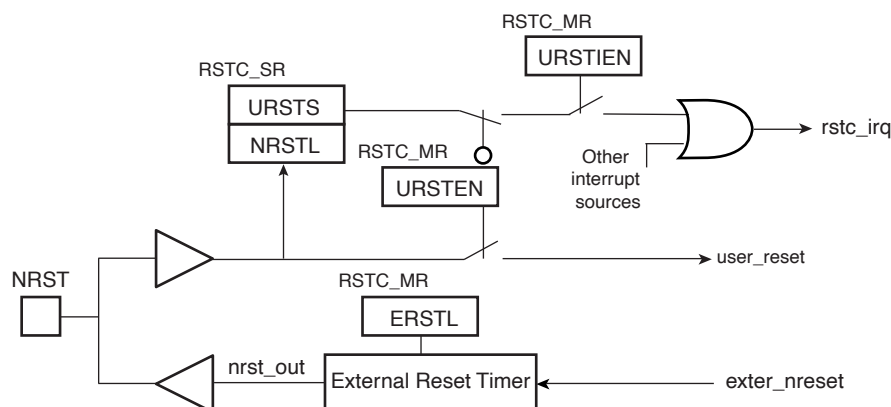 RSTC_MR
URSTIEN
RSTC_SR
URSTS
NRSTL
rstc_irq
RSTC_MR
URSTEN
Other
interrupt
sources
user_reset
NRST
RSTC_MR
ERSTL
nrst_out
External Reset Timer
exter_nreset